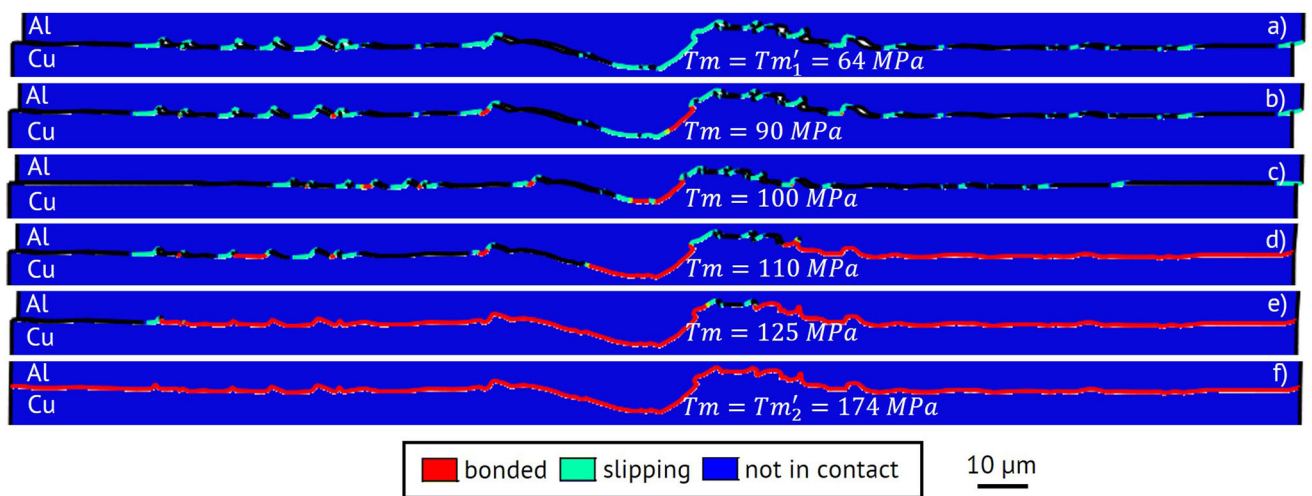 Al
a)
Cu
Tm = Tm′₁ = 64 MPa
Al
b)
Cu
Tm = 90 MPa
Al
c)
Cu
Tm = 100 MPa
Al
d)
Cu
Tm = 110 MPa
Al
e)
Cu
Tm = 125 MPa
Al
f)
Cu
Tm = Tm′₂ = 174 MPa
bonded slipping not in contact
10 µm